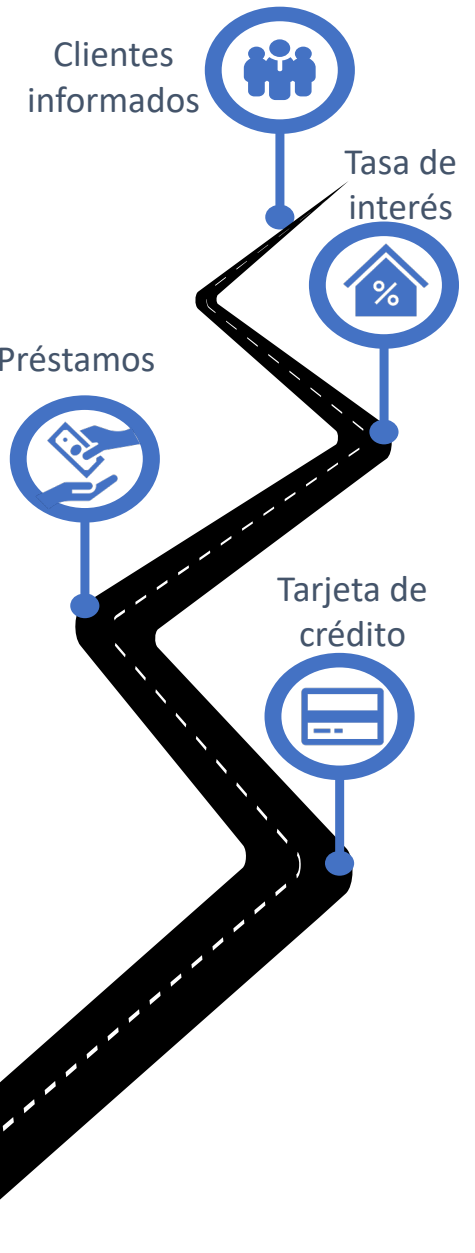 Clientes
informados
Tasa de
interés
%
Préstamos
Tarjeta de
crédito